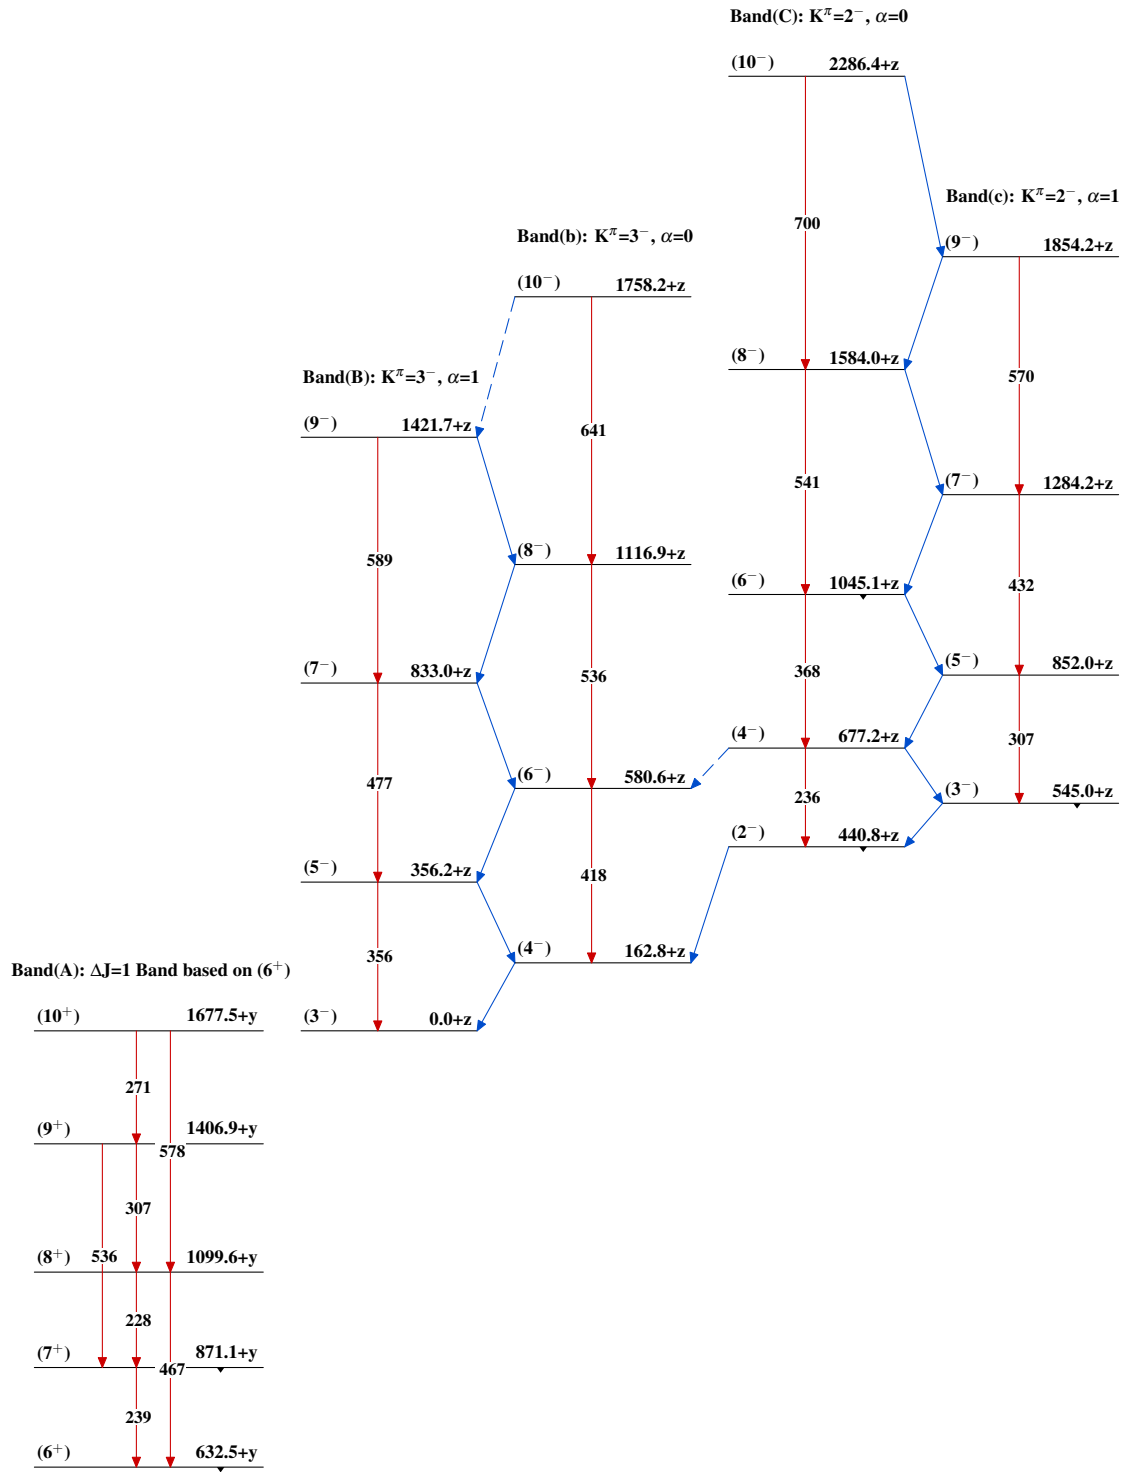 Band(C): Kπ=2−, α=0
(10−) 2286.4+z
700
(8−) 1584.0+z
541
(6−) 1045.1+z
368
(4−) 677.2+z
236
(2−) 440.8+z
Band(c): Kπ=2−, α=1
(9−) 1854.2+z
570
(7−) 1284.2+z
432
(5−) 852.0+z
307
(3−) 545.0+z
Band(b): Kπ=3−, α=0
(10−) 1758.2+z
641
(8−) 1116.9+z
536
(6−) 580.6+z
418
(4−) 162.8+z
Band(B): Kπ=3−, α=1
(9−) 1421.7+z
589
(7−) 833.0+z
477
(5−) 356.2+z
356
(3−) 0.0+z
Band(A): ΔJ=1 Band based on (6+)
(10+) 1677.5+y
271
(9+) 1406.9+y
578
307
(8+) 536 1099.6+y
228
(7+) 871.1+y
467
239
(6+) 632.5+y